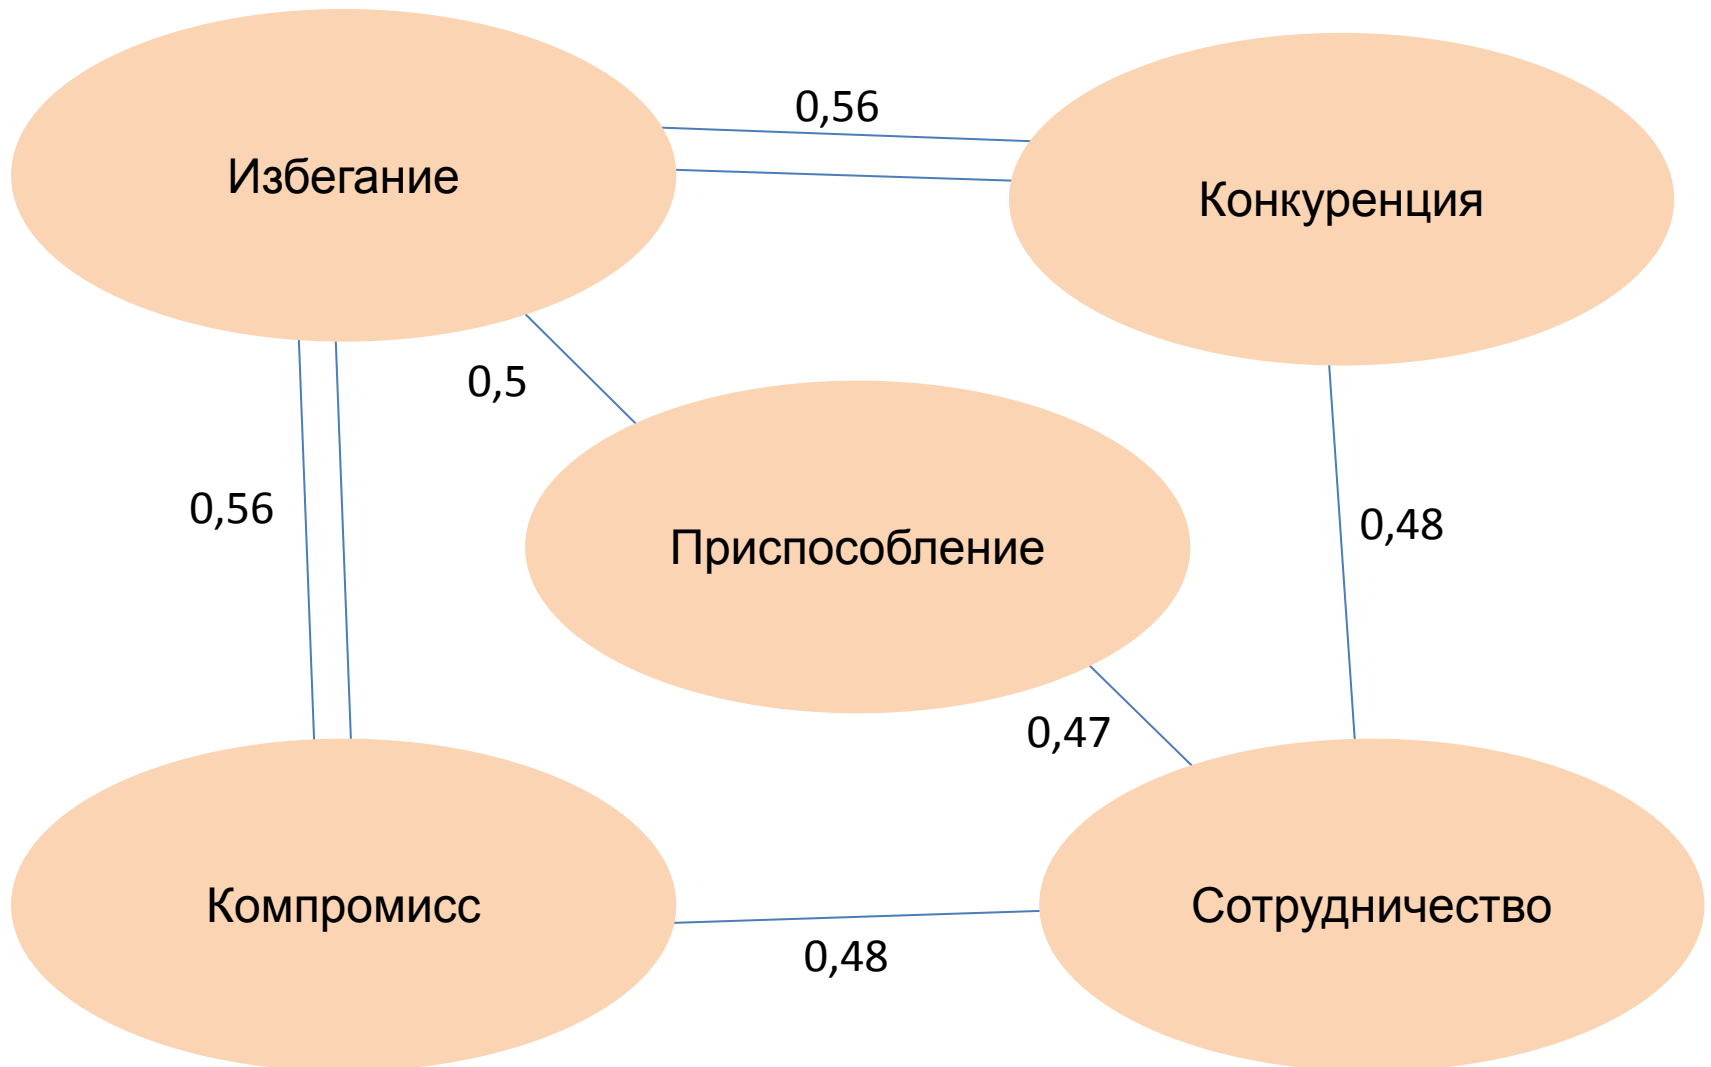 0,56
Избегание
Конкуренция
0,5
0,56
0,48
Приспособление
0,47
Компромисс
Сотрудничество
0,48